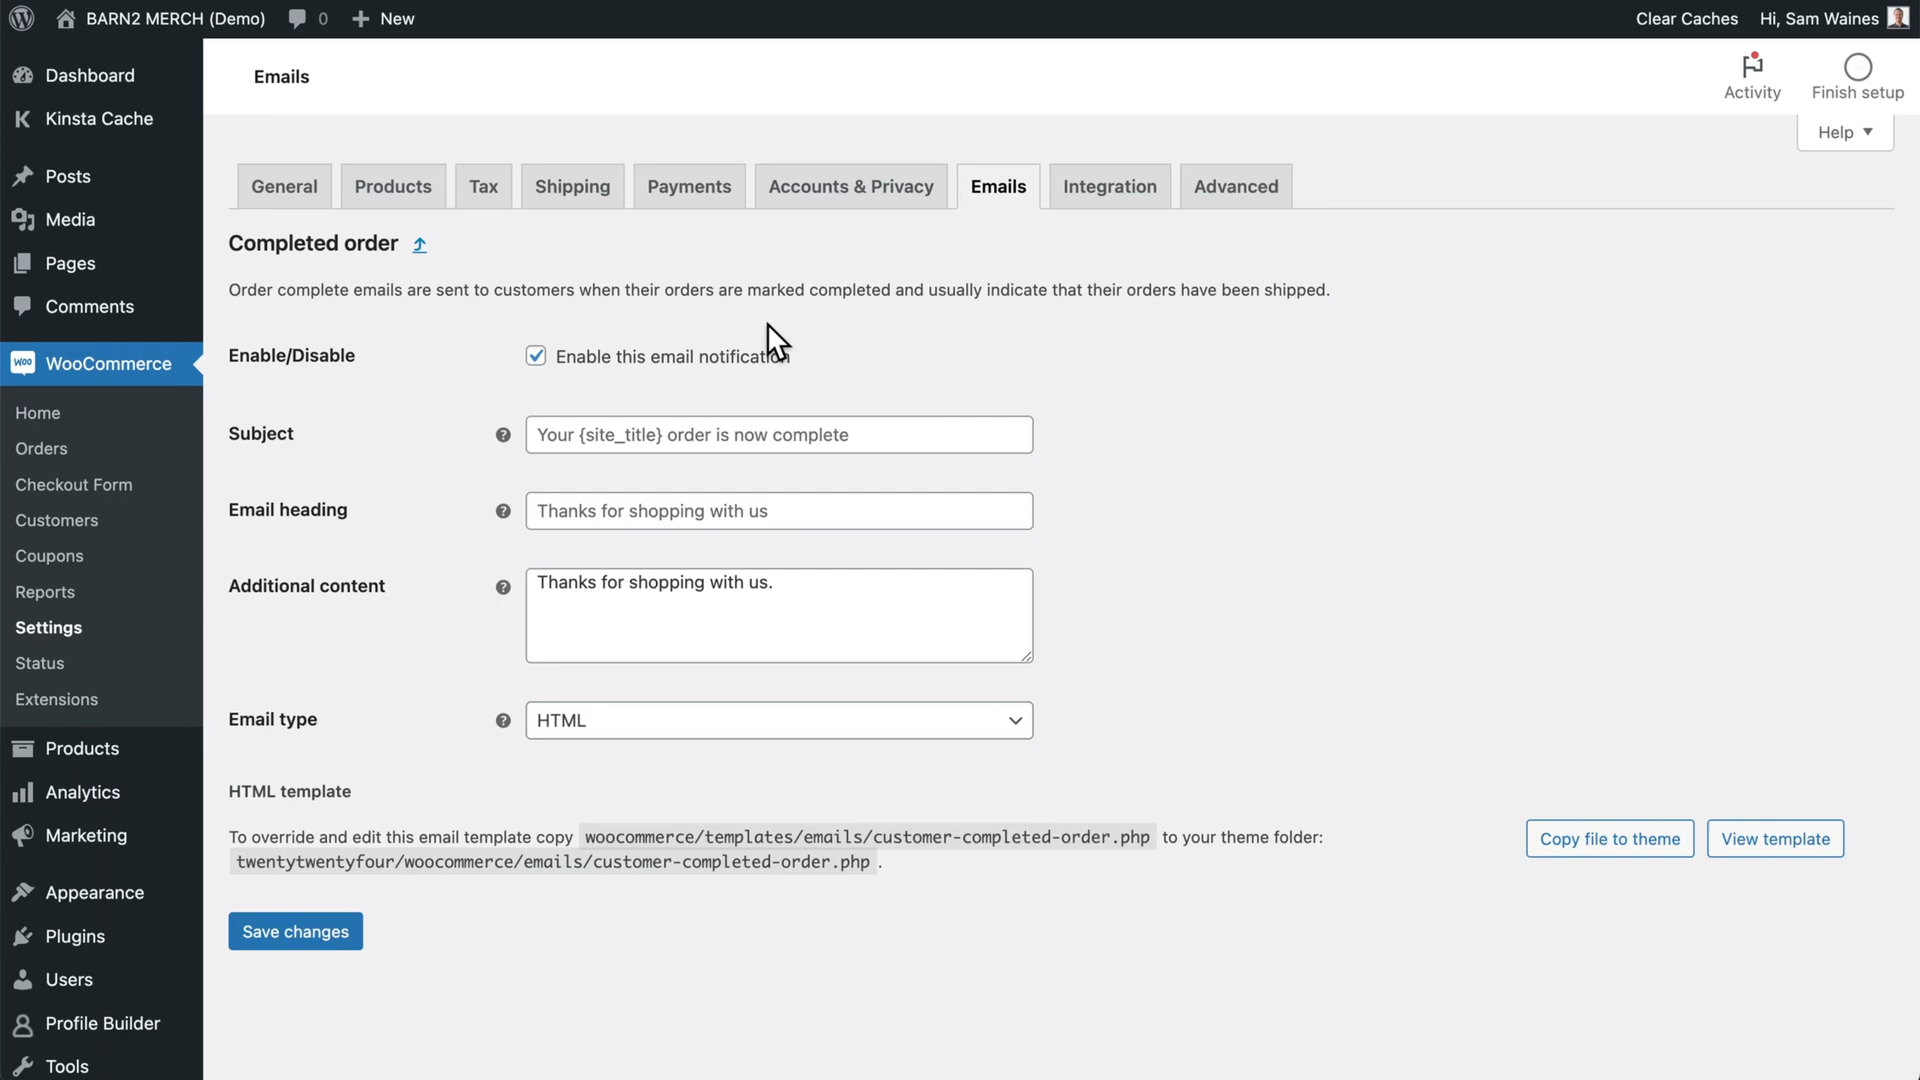 BARN2 MERCH (Demo) 0 New Clear Caches Hi, Sam Waines
Dashboard
Kinsta Cache
Posts
Media
Pages
Comments
Woo WooCommerce
Home
Orders
Checkout Form
Customers
Coupons
Reports
Settings
Status
Extensions
Products
Analytics
Marketing
Appearance
Plugins
Users
Profile Builder
Tools
Emails
Activity Finish setup
Help
General Products Tax Shipping Payments Accounts & Privacy Emails Integration Advanced
Completed order
Order complete emails are sent to customers when their orders are marked completed and usually indicate that their orders have been shipped.
Enable/Disable Enable this email notification
Subject ? Your {site_title} order is now complete
Email heading ? Thanks for shopping with us
Additional content ? Thanks for shopping with us.
Email type ? HTML
HTML template
To override and edit this email template copy woocommerce/templates/emails/customer-completed-order.php to your theme folder:
twentytwentyfour/woocommerce/emails/customer-completed-order.php .
Copy file to theme View template
Save changes